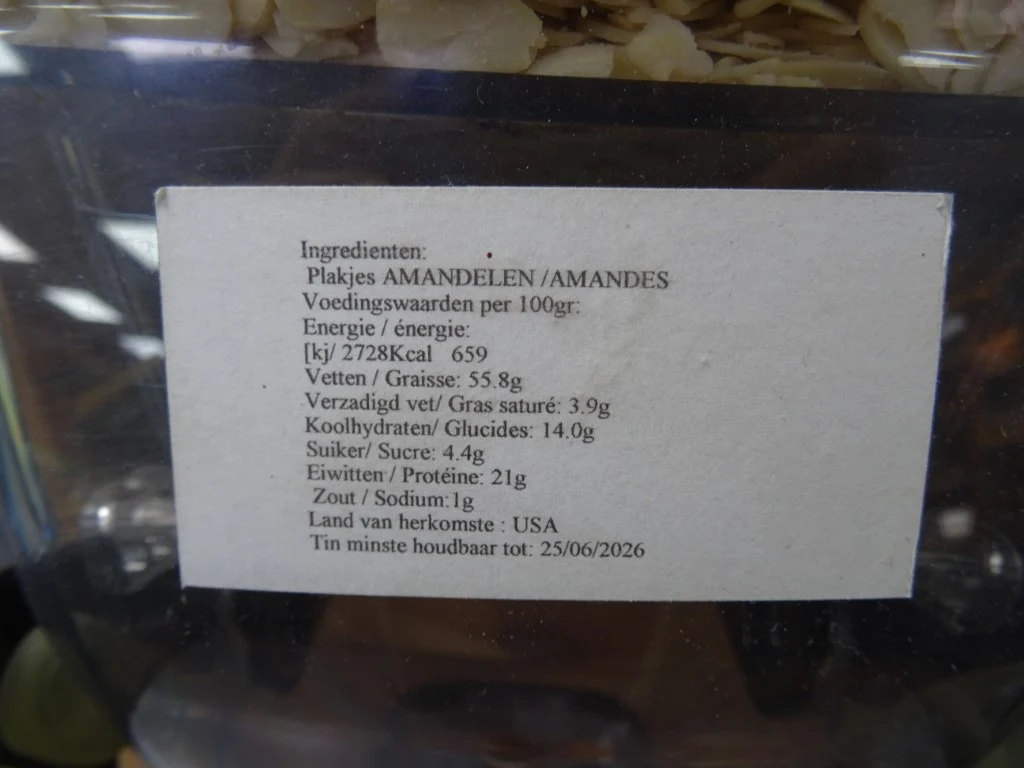 Ingredienten:
Plakjes AMANDELEN /AMANDES
Voedingswaarden per 100gr:
Energie / énergie:
[kj/ 2728Kcal 659
Vetten / Graisse: 55.8g
Verzadigd vet/ Gras saturé: 3.9g
Koolhydraten/ Glucides: 14.0g
Suiker/ Sucre: 4.4g
Eiwitten / Protéine: 21g
Zout / Sodium:1g
Land van herkomste : USA
Tin minste houdbaar tot: 25/06/2026